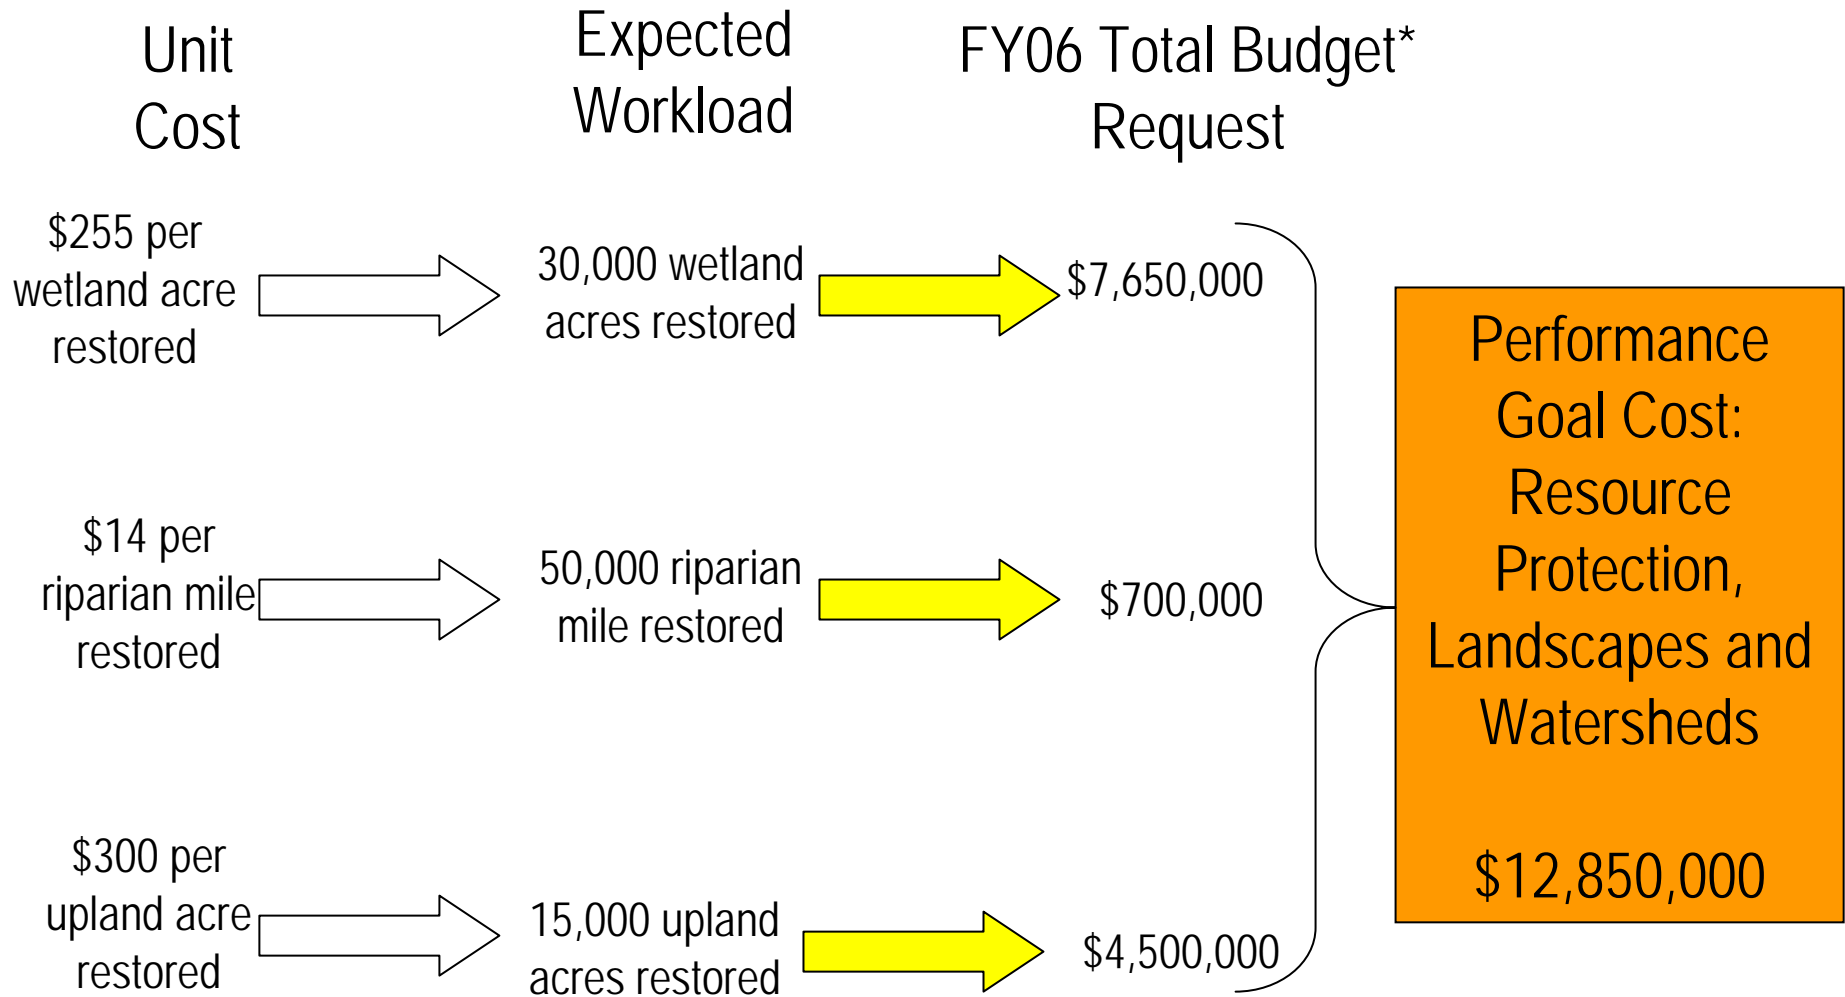 Unit
Cost
Expected
Workload
FY06 Total Budget*
Request
$255 per
wetland acre
restored
30,000 wetland
acres restored
$7,650,000
$14 per
riparian mile
restored
50,000 riparian
mile restored
$700,000
$300 per
upland acre
restored
15,000 upland
acres restored
$4,500,000
Performance
Goal Cost:
Resource
Protection,
Landscapes and
Watersheds
$12,850,000